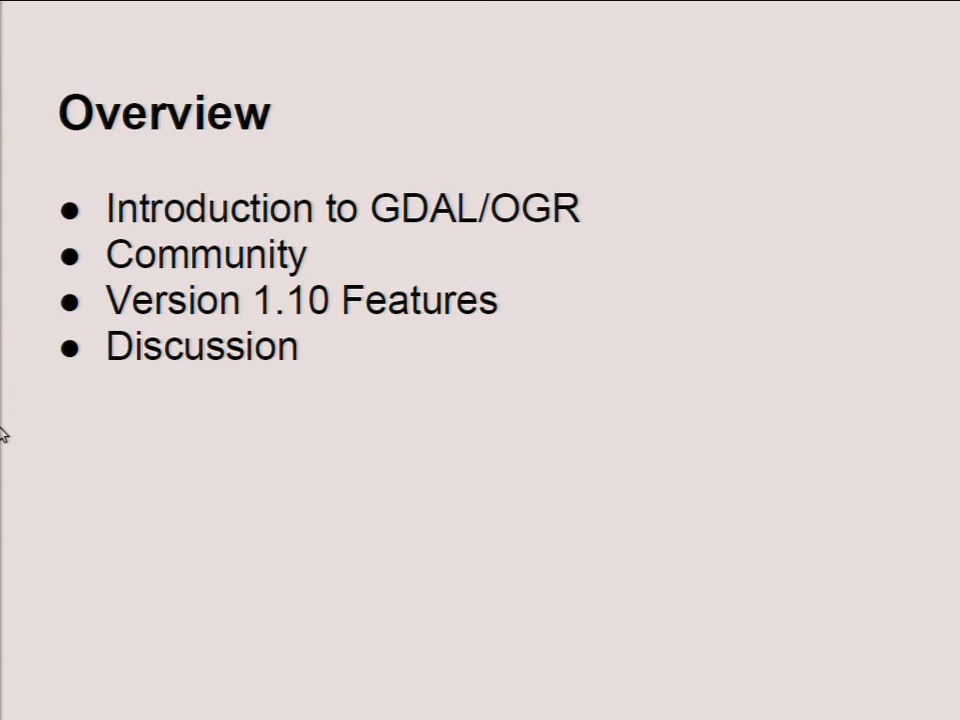 Overview
● Introduction to GDAL/OGR
● Community
● Version 1.10 Features
● Discussion